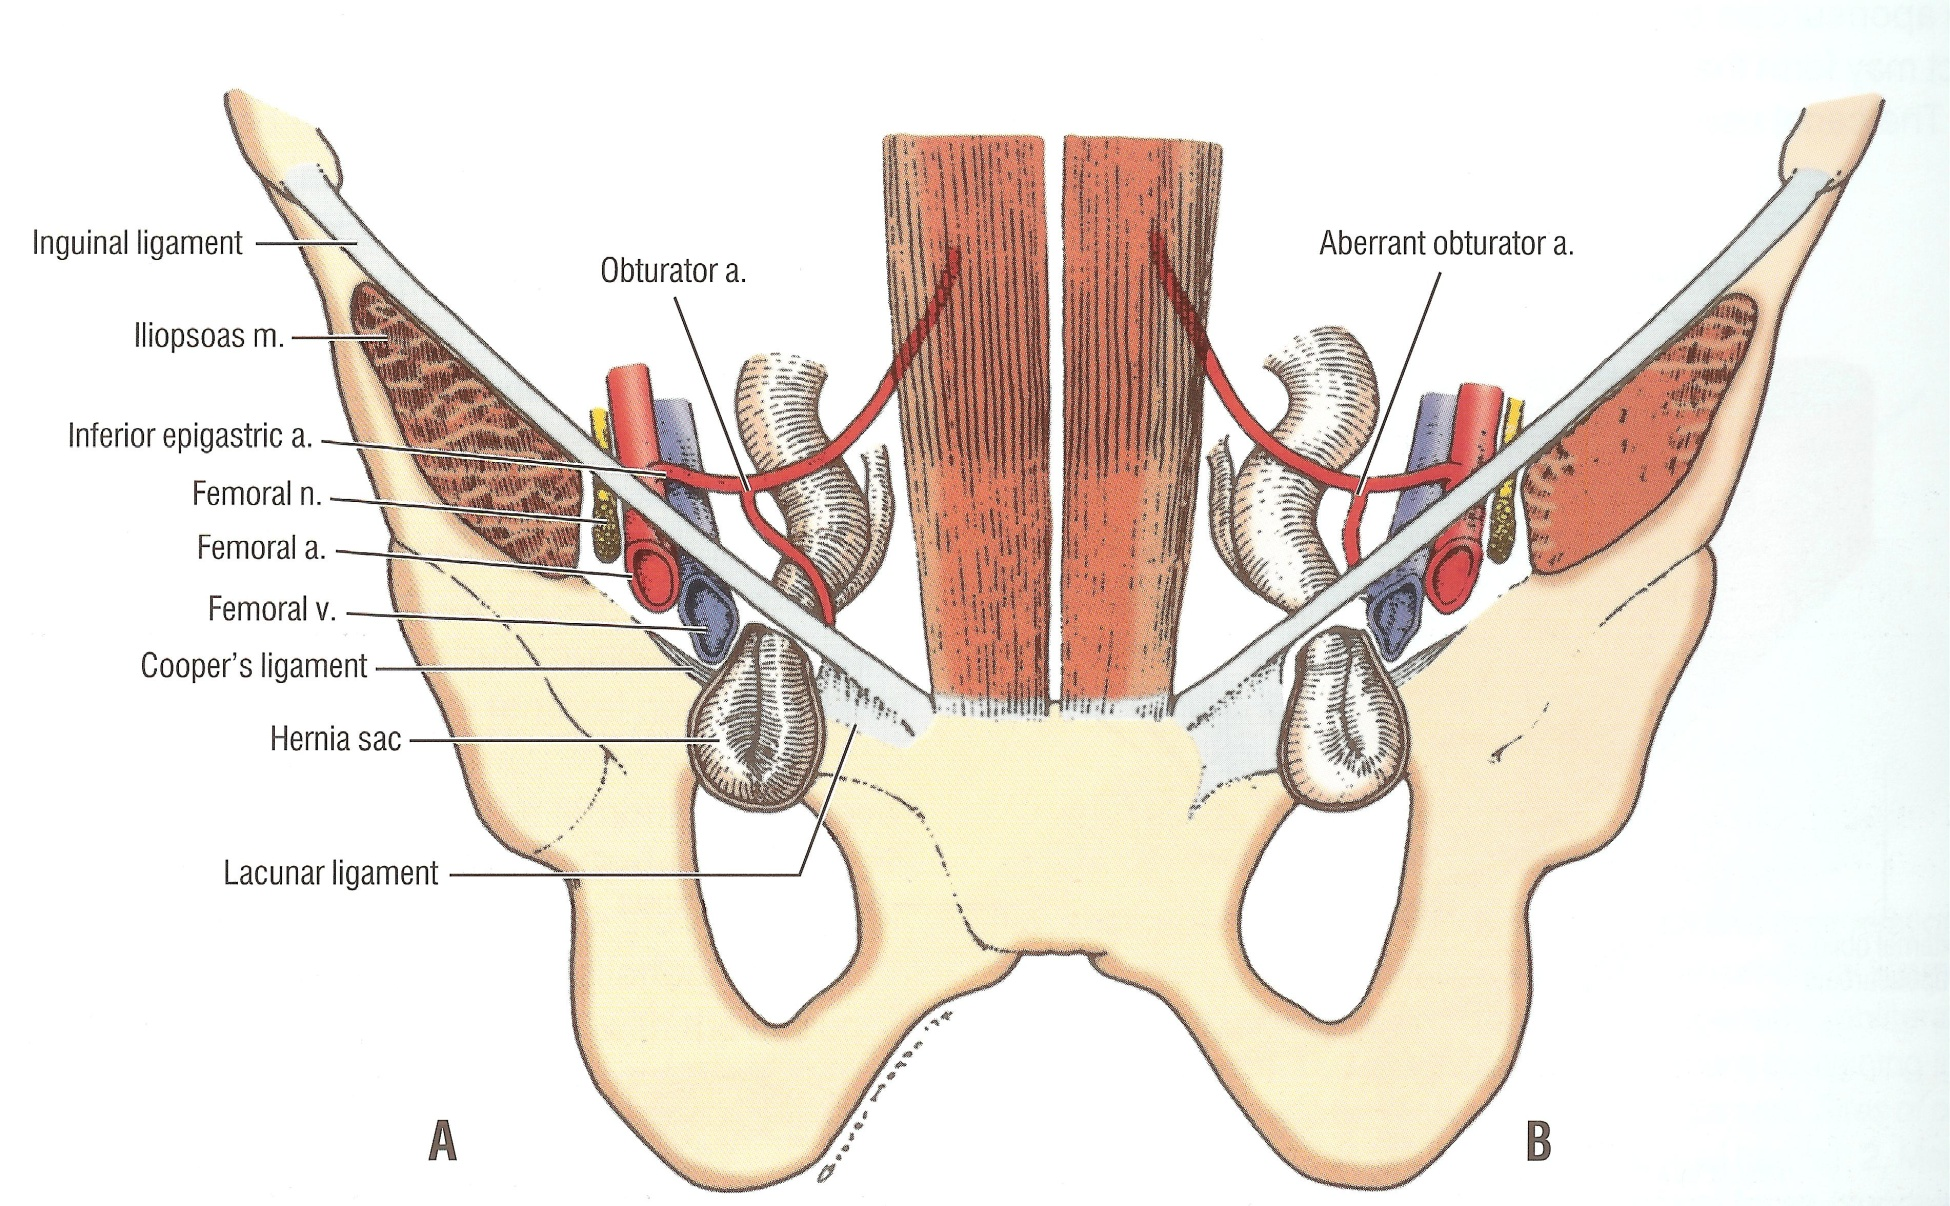 Inguinal ligament
Iliopsoas m.
Inferior epigastric a.
Femoral n.
Femoral a.
Femoral v.
Cooper’s ligament
Hernia sac
Lacunar ligament
Obturator a.
Aberrant obturator a.
A
B